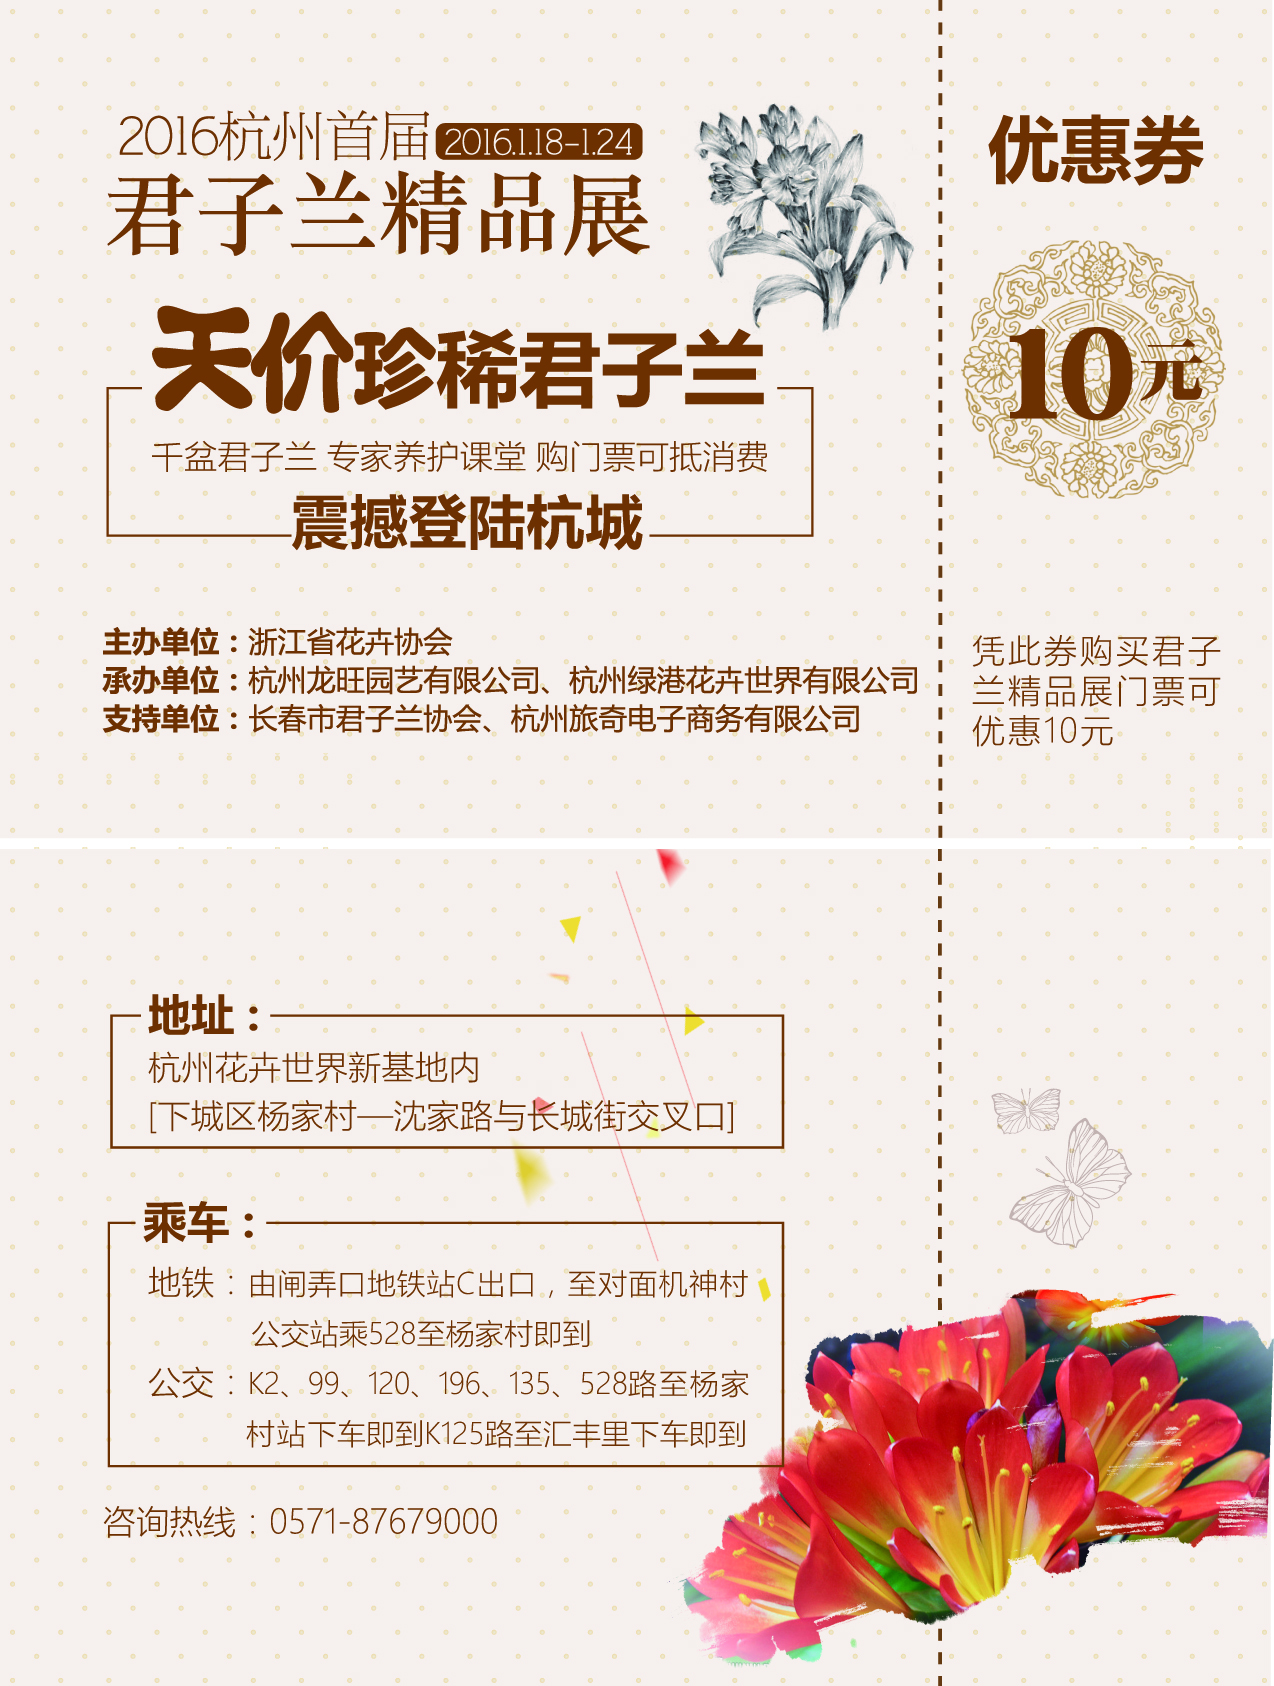 2016杭州首届 2016.1.18-1.24
君子兰精品展
天价珍稀君子兰
千盆君子兰 专家养护课堂 购门票可抵消费
震撼登陆杭城
主办单位：浙江省花卉协会
承办单位：杭州龙旺园艺有限公司、杭州绿港花卉世界有限公司
支持单位：长春市君子兰协会、杭州旅奇电子商务有限公司
优惠券
10元
凭此券购买君子
兰精品展门票可
优惠10元
地址：
杭州花卉世界新基地内
[下城区杨家村—沈家路与长城街交叉口]
乘车：
地铁：由闸弄口地铁站C出口，至对面机神村
公交站乘528至杨家村即到
公交：K2、99、120、196、135、528路至杨家
村站下车即到K125路至汇丰里下车即到
咨询热线：0571-87679000